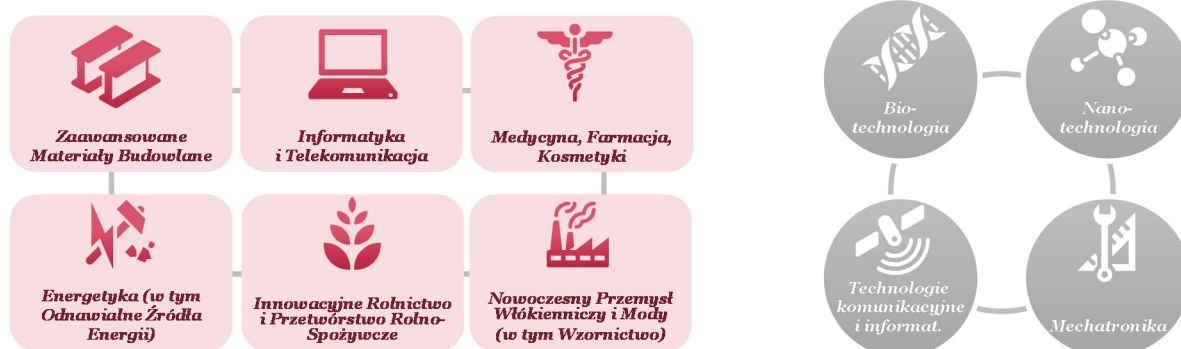 Zaawansowane
Materiały Budowlane
Informatyka
i Telekomunikacja
Medycyna, Farmacja,
Kosmetyki
Energetyka (w tym
Odnawialne Źródła
Energii)
Innowacyjne Rolnictwo
i Przetwórstwo Rolno-
Spożywcze
Nowoczesny Przemysł
Włókienniczy i Mody
(w tym Wzornictwo)
Bio-
technologia
Nano-
technologia
Technologie
komunikacyjne
i informat.
Mechatronika